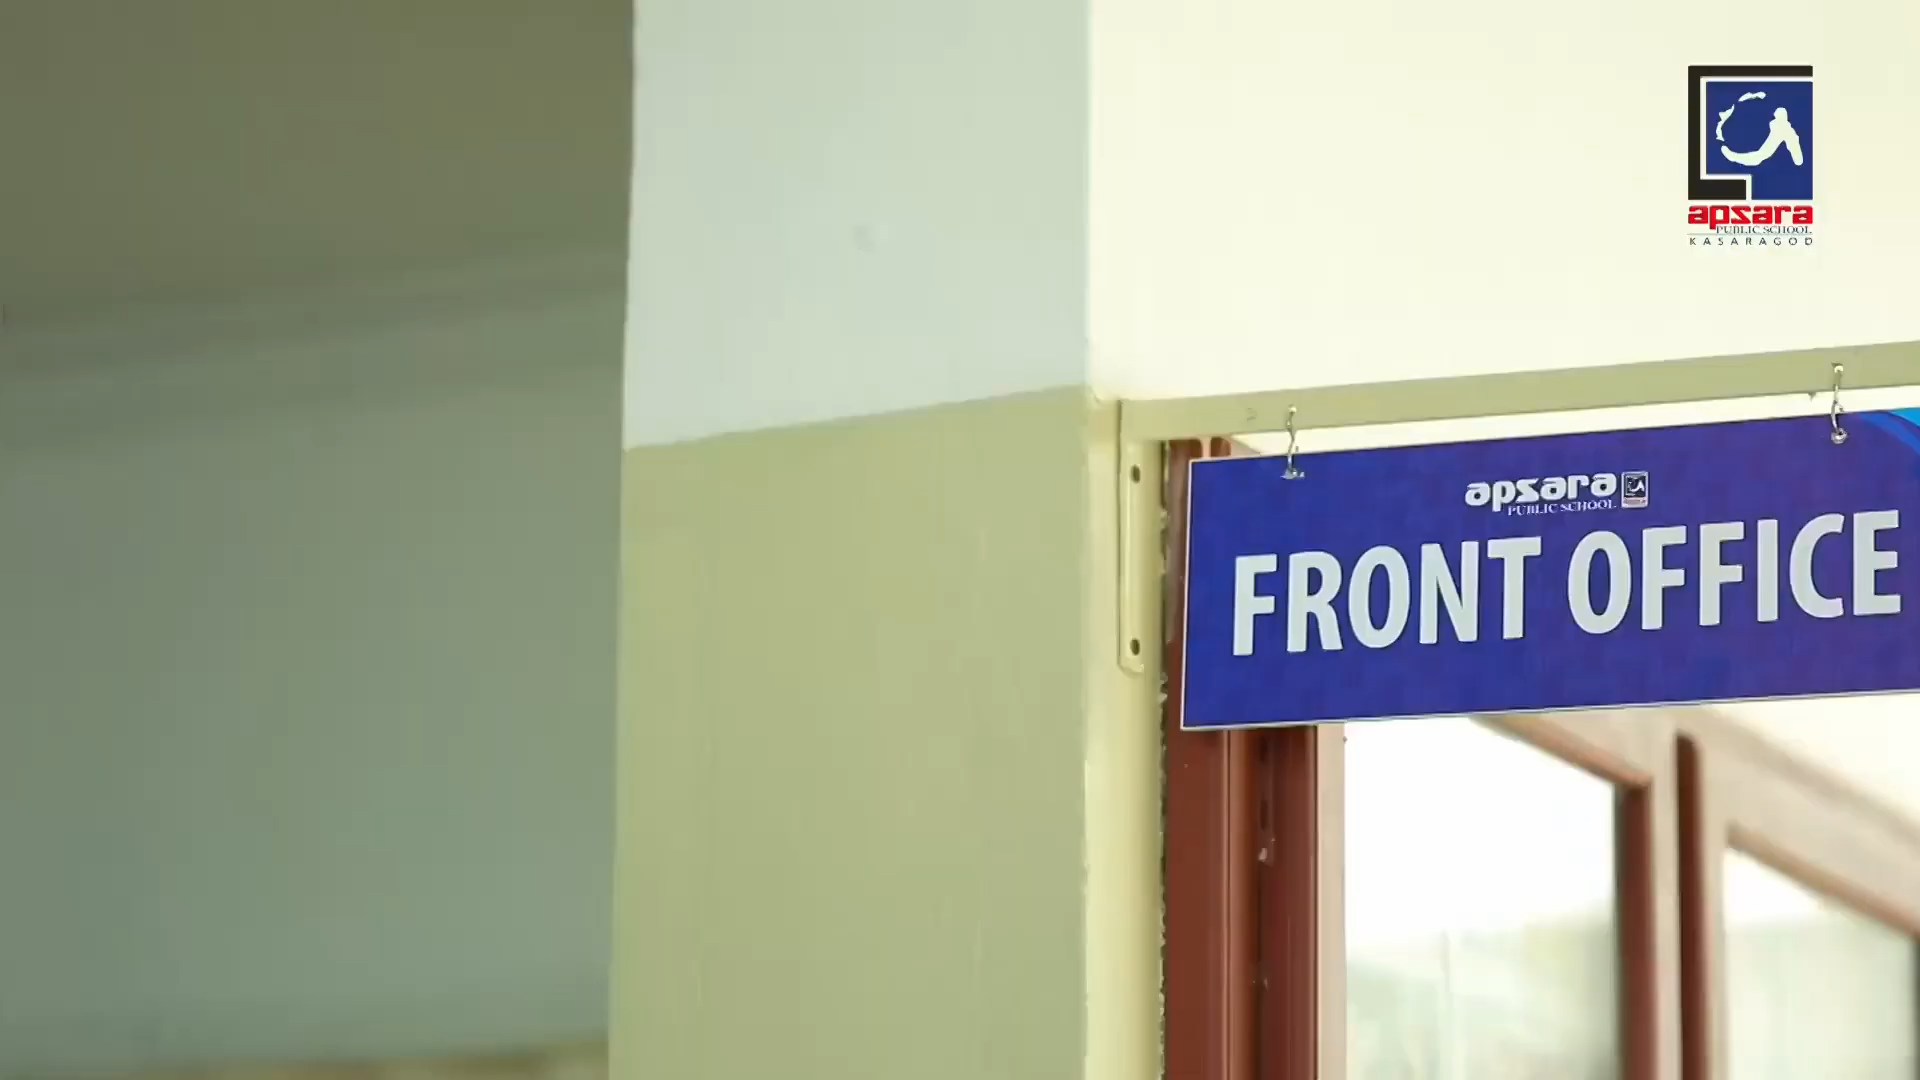 apsara
PUBLIC SCHOOL
KASARAGOD
apsara
PUBLIC SCHOOL
FRONT OFFICE